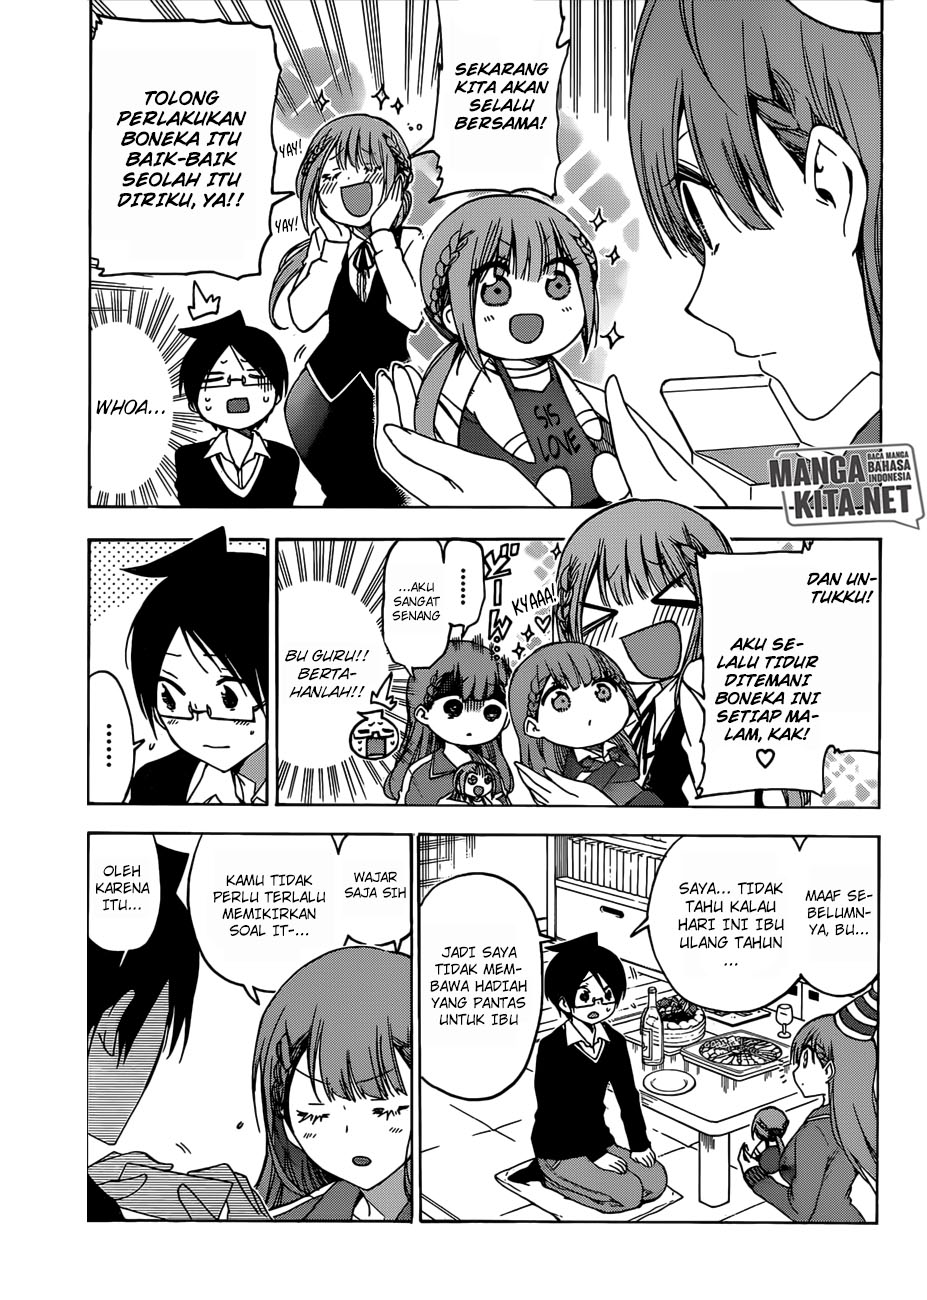 SEKARANG
KITA AKAN
SELALU
BERSAMA!
TOLONG
PERLAKUKAN
BONEKA ITU
BAIK-BAIK
SEOLAH ITU
DIRIKU, YA!!
YAY!
YAY!
SIS
LOVE
WHOA...
MANGA
KITA.NET
BACA MANGA
BAHASA
INDONESIA
DAN UN-
TUKKU!
AKU SE-
LALU TIDUR
DITEMANI
BONEKA INI
SETIAP MA-
LAM, KAK!
♡
KYAAA!
♡
...AKU
SANGAT
SENANG
BU GURU!!
BERTA-
HANLAH!!
MAAF SE-
BELUMN-
YA, BU...
SAYA... TIDAK
TAHU KALAU
HARI INI IBU
ULANG TAHUN
...
JADI SAYA
TIDAK MEM-
BAWA HADIAH
YANG PANTAS
UNTUK IBU
WAJAR
SAJA SIH
KAMU TIDAK
PERLU TERLALU
MEMIKIRKAN
SOAL IT-...
OLEH
KARENA
ITU...